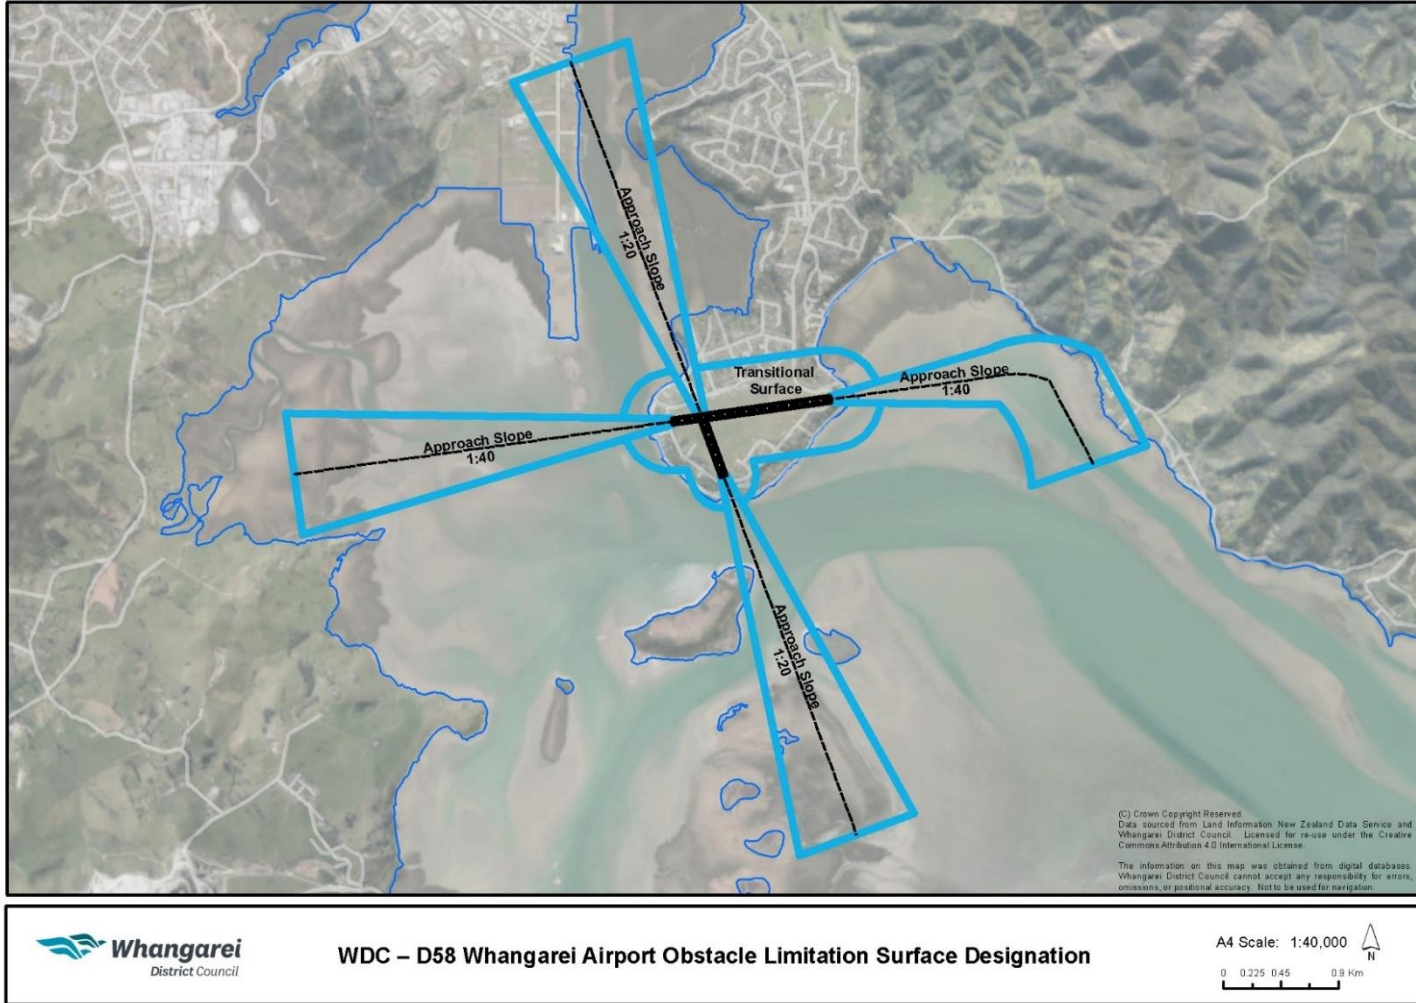 Approach Slope
1:20
Transitional
Surface
Approach Slope
1:40
Approach Slope
1:40
Approach Slope
1:20
(C) Crown Copyright Reserved.
Data sourced from Land Information New Zealand Data Service and
Whangarei District Council. Licensed for re-use under the Creative
Commons Attribution 4.0 International License.
The information on this map was obtained from digital databases.
Whangarei District Council cannot accept any responsibility for errors,
omissions, or positional accuracy. Not to be used for navigation.
Whangarei
District Council
WDC – D58 Whangarei Airport Obstacle Limitation Surface Designation
A4 Scale: 1:40,000
N
0 0.225 0.45 0.9 Km